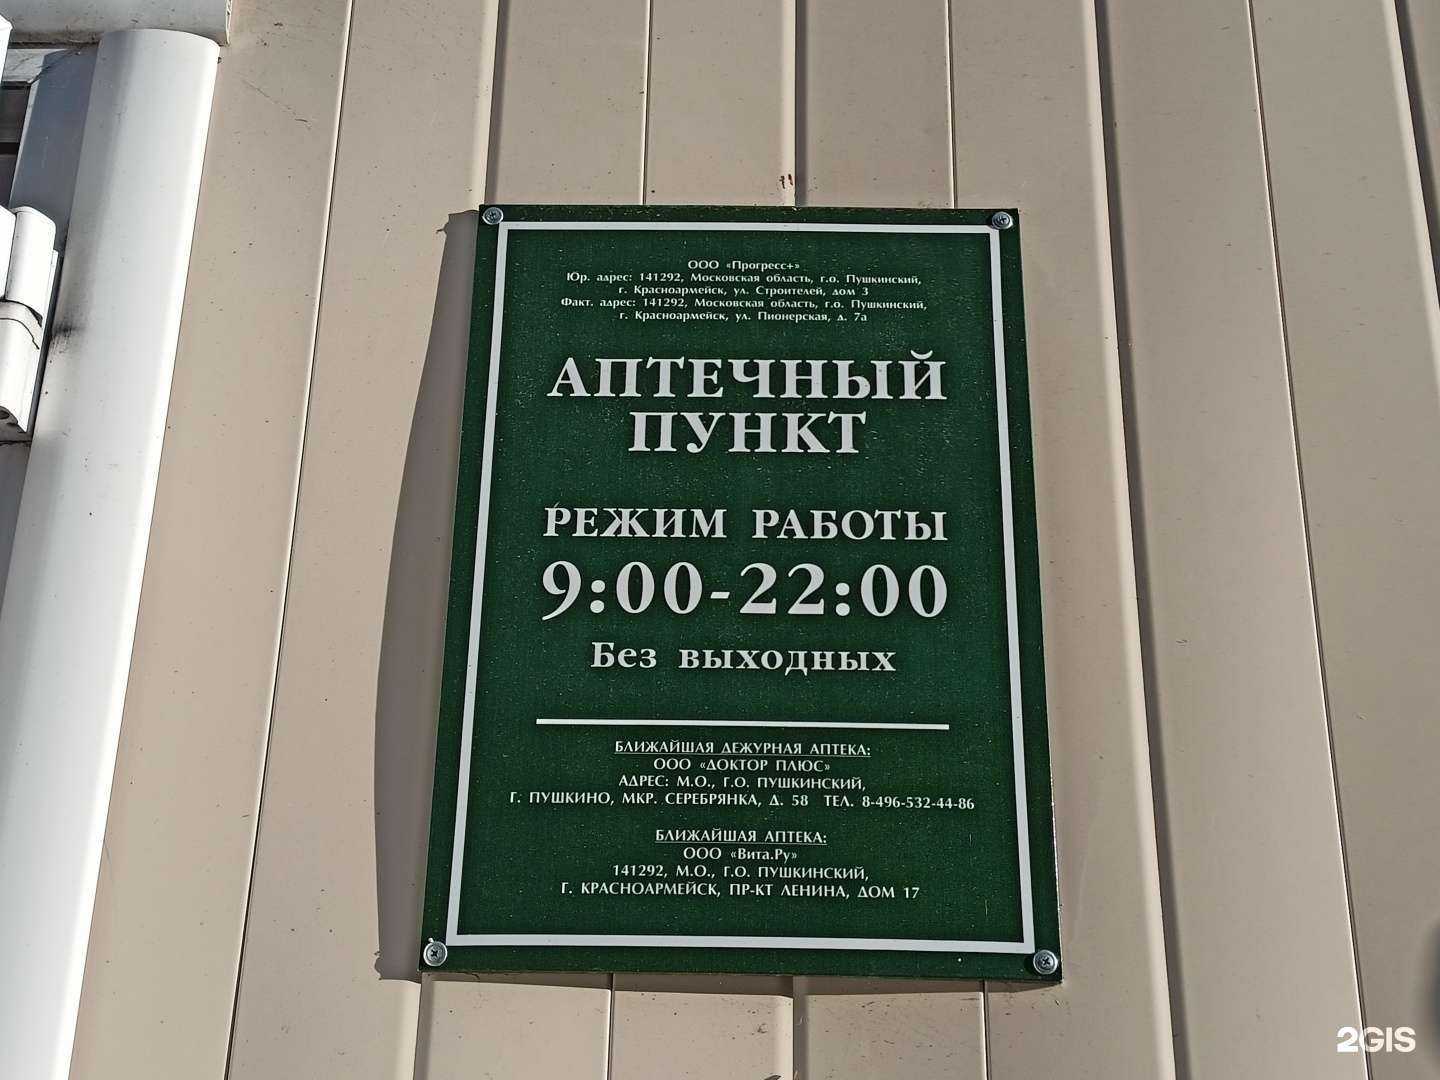 ООО «Прогресс+»
Юр. адрес: 141292, Московская область, г.о. Пушкинский,
г. Красноармейск, ул. Строителей, дом 3
Факт. адрес: 141292, Московская область, г.о. Пушкинский,
г. Красноармейск, ул. Пионерская, д. 7а
АПТЕЧНЫЙ
ПУНКТ
РЕЖИМ РАБОТЫ
9:00-22:00
Без выходных
БЛИЖАЙШАЯ ДЕЖУРНАЯ АПТЕКА:
ООО «ДОКТОР ПЛЮС»
АДРЕС: М.О., Г.О. ПУШКИНСКИЙ,
Г. ПУШКИНО, МКР. СЕРЕБРЯНКА, Д. 58 ТЕЛ. 8-496-532-44-86
БЛИЖАЙШАЯ АПТЕКА:
ООО «Вита.Ру»
141292, М.О., Г.О. ПУШКИНСКИЙ,
Г. КРАСНОАРМЕЙСК, ПР-КТ ЛЕНИНА, ДОМ 17
2GIS